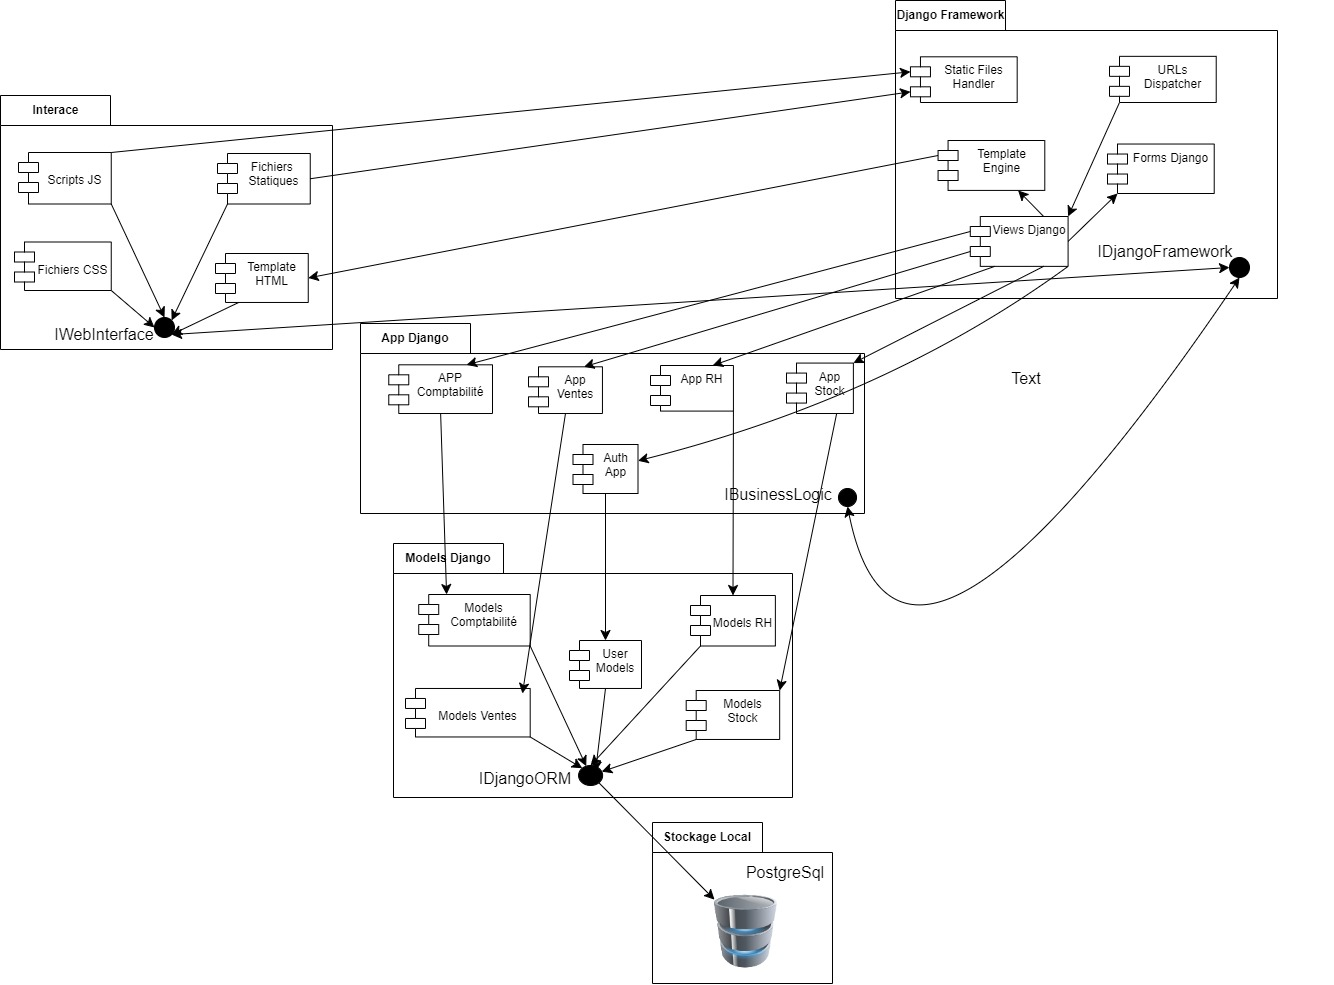 Django Framework
Static Files
Handler
URLs
Dispatcher
Template
Engine
Forms Django
Views Django
IDjangoFramework
Interace
Scripts JS
Fichiers
Statiques
Fichiers CSS
Template
HTML
IWebInterface
App Django
APP
Comptabilité
App
Ventes
App RH
App
Stock
Text
Auth
App
IBusinessLogic
Models Django
Models
Comptabilité
Models RH
User
Models
Models Ventes
Models
Stock
IDjangoORM
Stockage Local
PostgreSql